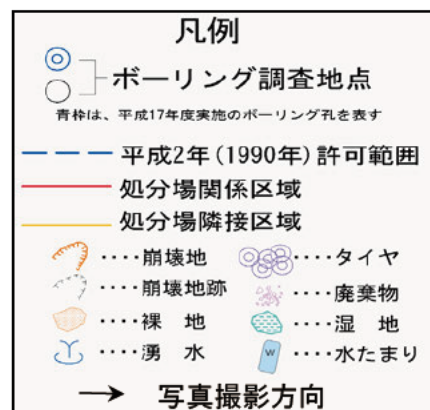 凡例
ボーリング調査地点
青枠は、平成17年度実施のボーリング孔を表す
平成2年(1990年)許可範囲
処分場関係区域
処分場隣接区域
····崩壊地 ····タイヤ
····崩壊地跡 ····廃棄物
····裸 地 ····湿 地
····湧 水 W ····水たまり
写真撮影方向